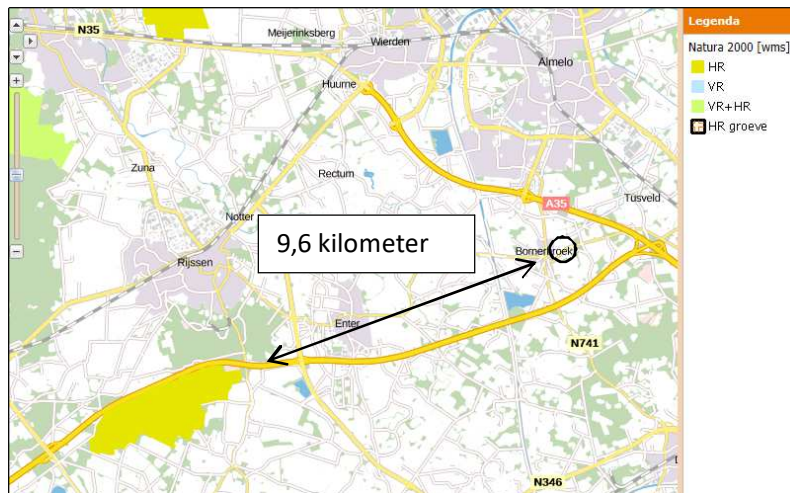 N35
Meijerinksberg
Wierden
Almelo
Huurne
Zuna
Rectum
Notter
A35
Tusveld
9,6 kilometer
Bornerbroek
Rijssen
Enter
N741
N346
Legenda
Natura 2000 [wms]
HR
VR
VR+HR
HR groeve